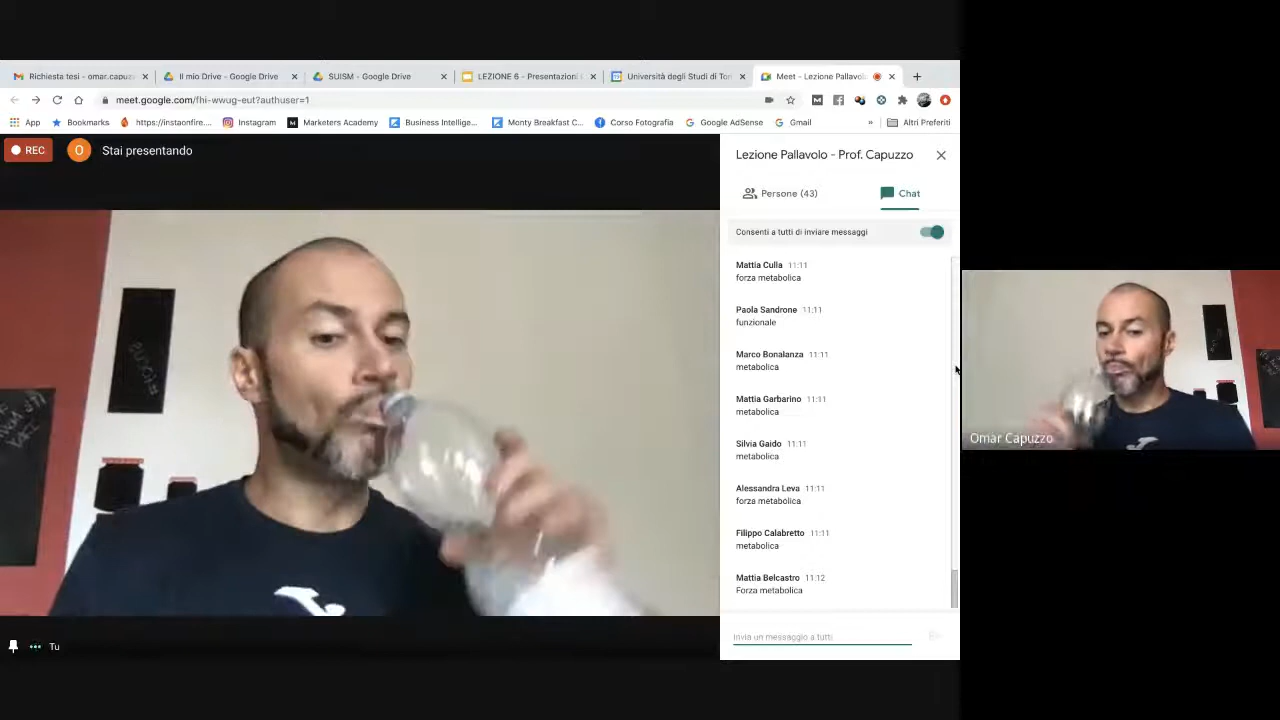 Richiesta tesi - omar.capuz
Il mio Drive - Google Drive
SUISM - Google Drive
LEZIONE 6 - Presentazioni
Università degli Studi di Tor
Meet - Lezione Pallavolo
meet.google.com/fhi-wwug-eut?authuser=1
App
Bookmarks
https://instaonfire....
Instagram
Marketers Academy
Business Intellige...
Monty Breakfast C...
Corso Fotografia
Google AdSense
Gmail
»
Altri Preferiti
REC
O
Stai presentando
Lezione Pallavolo - Prof. Capuzzo
Persone (43)
Chat
Consenti a tutti di inviare messaggi
Mattia Culla 11:11
forza metabolica
Paola Sandrone 11:11
funzionale
Marco Bonalanza 11:11
metabolica
Mattia Garbarino 11:11
metabolica
Silvia Gaido 11:11
metabolica
Alessandra Leva 11:11
forza metabolica
Filippo Calabretto 11:11
metabolica
Mattia Belcastro 11:12
Forza metabolica
Invia un messaggio a tutti
Tu
Omar Capuzzo